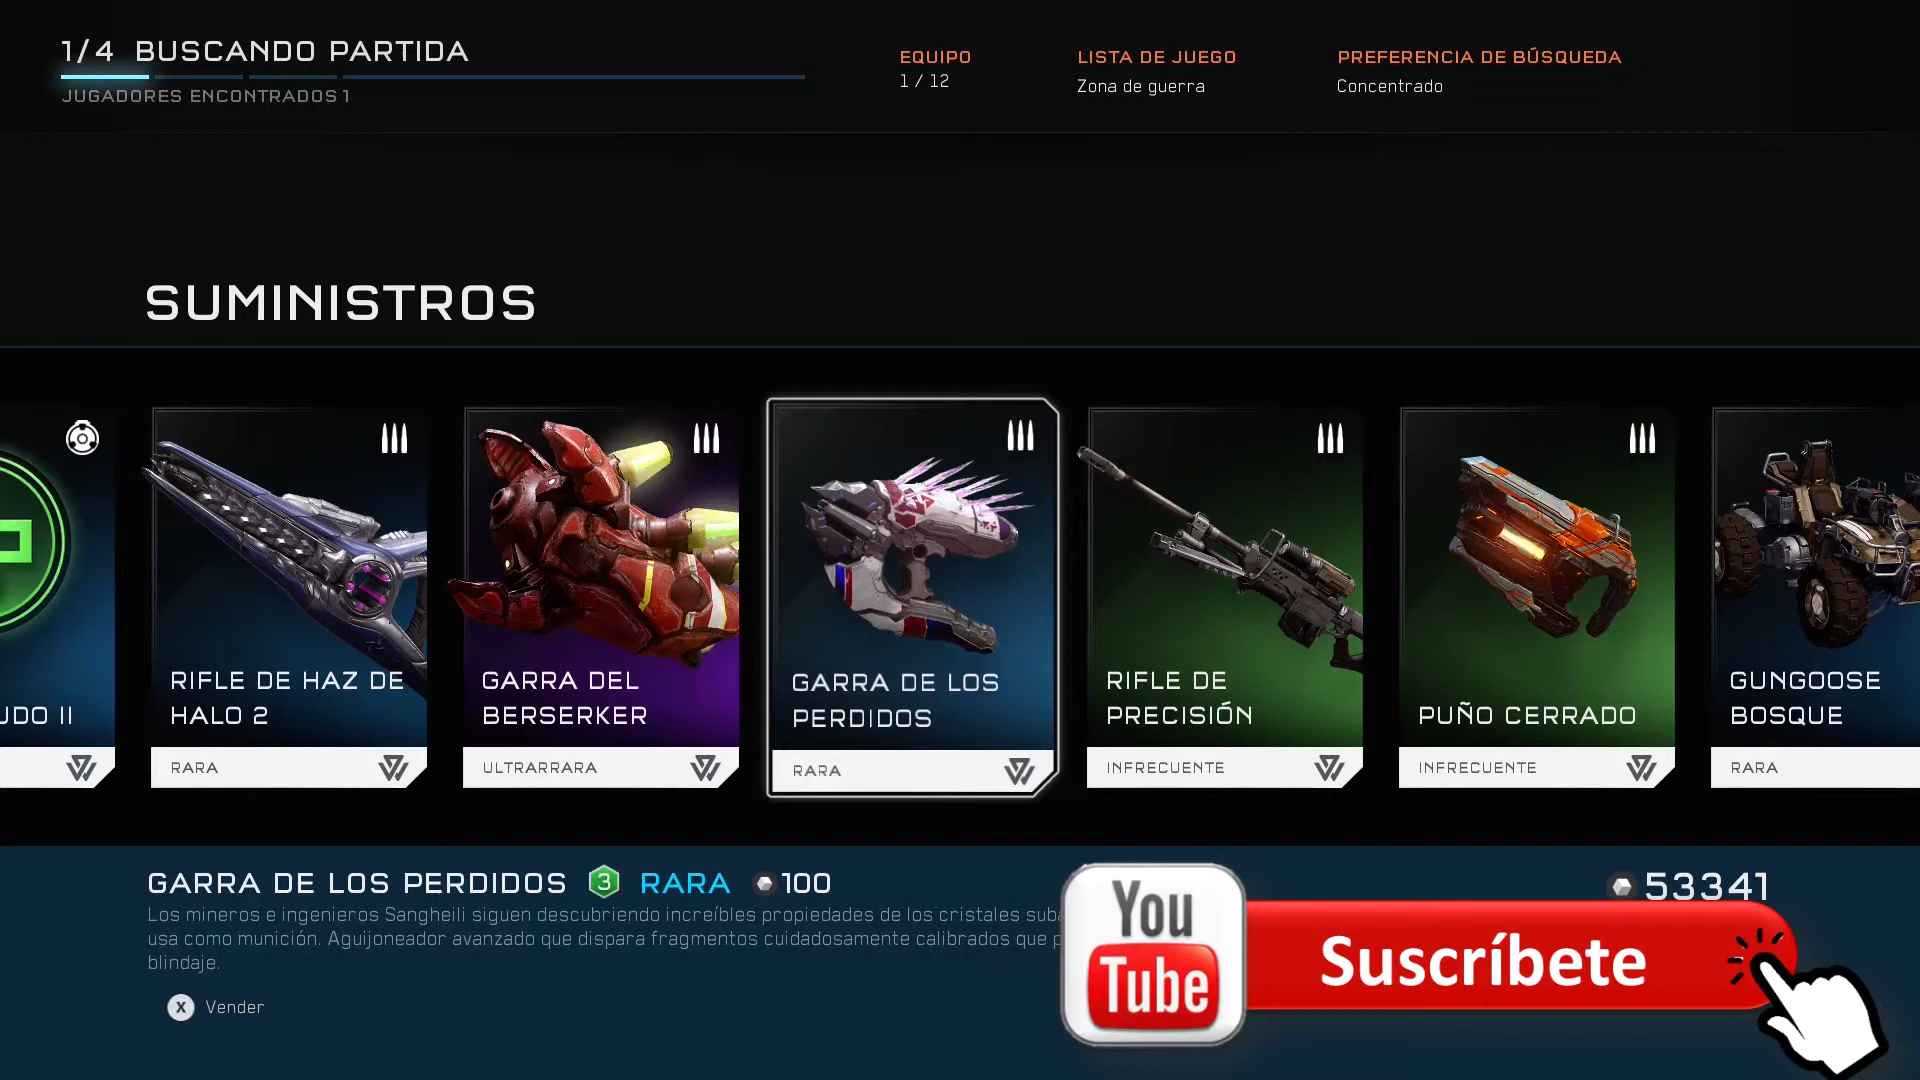 1/4 BUSCANDO PARTIDA
JUGADORES ENCONTRADOS 1
EQUIPO
1 / 12
LISTA DE JUEGO
Zona de guerra
PREFERENCIA DE BÚSQUEDA
Concentrado
SUMINISTROS
UDO II
RIFLE DE HAZ DE
HALO 2
RARA
GARRA DEL
BERSERKER
ULTRARRARA
GARRA DE LOS
PERDIDOS
RARA
RIFLE DE
PRECISIÓN
INFRECUENTE
PUÑO CERRADO
INFRECUENTE
GUNGOOSE
BOSQUE
RARA
GARRA DE LOS PERDIDOS 3 RARA 100
53341
Los mineros e ingenieros Sangheili siguen descubriendo increíbles propiedades de los cristales
usa como munición. Aguijoneador avanzado que dispara fragmentos cuidadosamente calibrados que
blindaje.
X Vender
You
Tube
Suscríbete